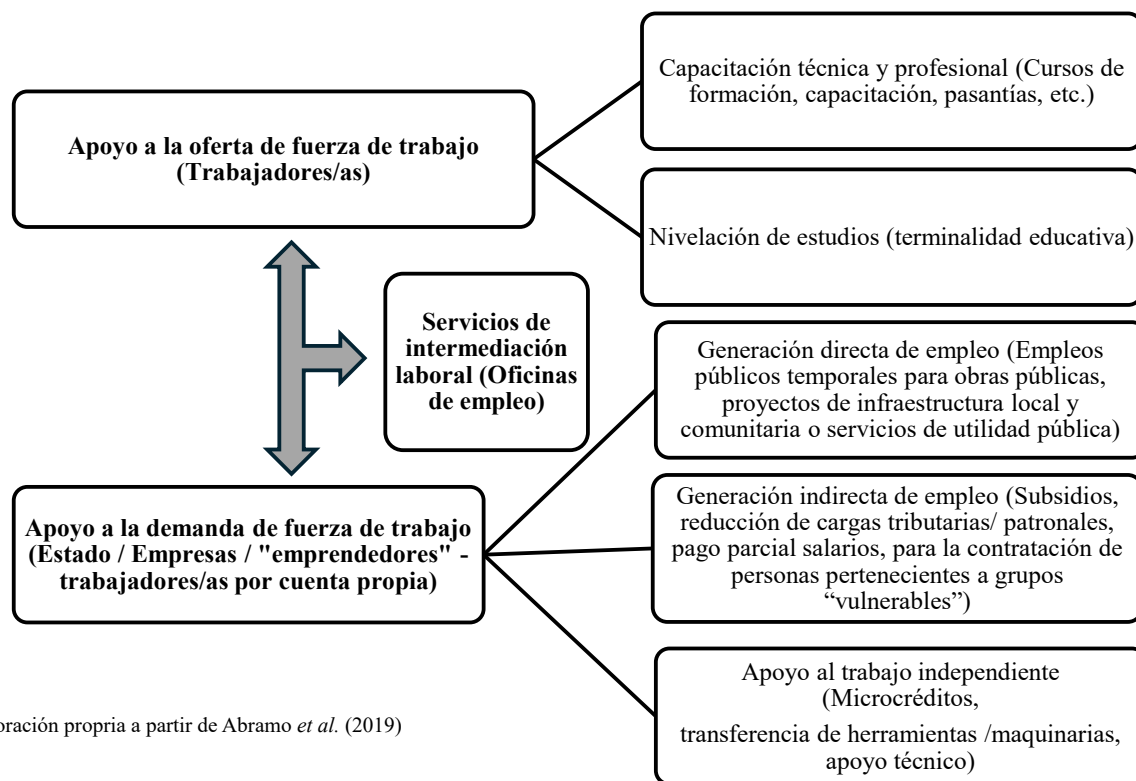 Capacitación técnica y profesional (Cursos de
formación, capacitación, pasantías, etc.)
Apoyo a la oferta de fuerza de trabajo
(Trabajadores/as)
Nivelación de estudios (terminalidad educativa)
Servicios de
intermediación
laboral (Oficinas
de empleo)
Generación directa de empleo (Empleos
públicos temporales para obras públicas,
proyectos de infraestructura local y
comunitaria o servicios de utilidad pública)
Apoyo a la demanda de fuerza de trabajo
(Estado / Empresas / "emprendedores" -
trabajadores/as por cuenta propia)
Generación indirecta de empleo (Subsidios,
reducción de cargas tributarias/ patronales,
pago parcial salarios, para la contratación de
personas pertenecientes a grupos
“vulnerables”)
Apoyo al trabajo independiente
(Microcréditos,
transferencia de herramientas /maquinarias,
apoyo técnico)
propria a partir de Abramo et al. (2019)